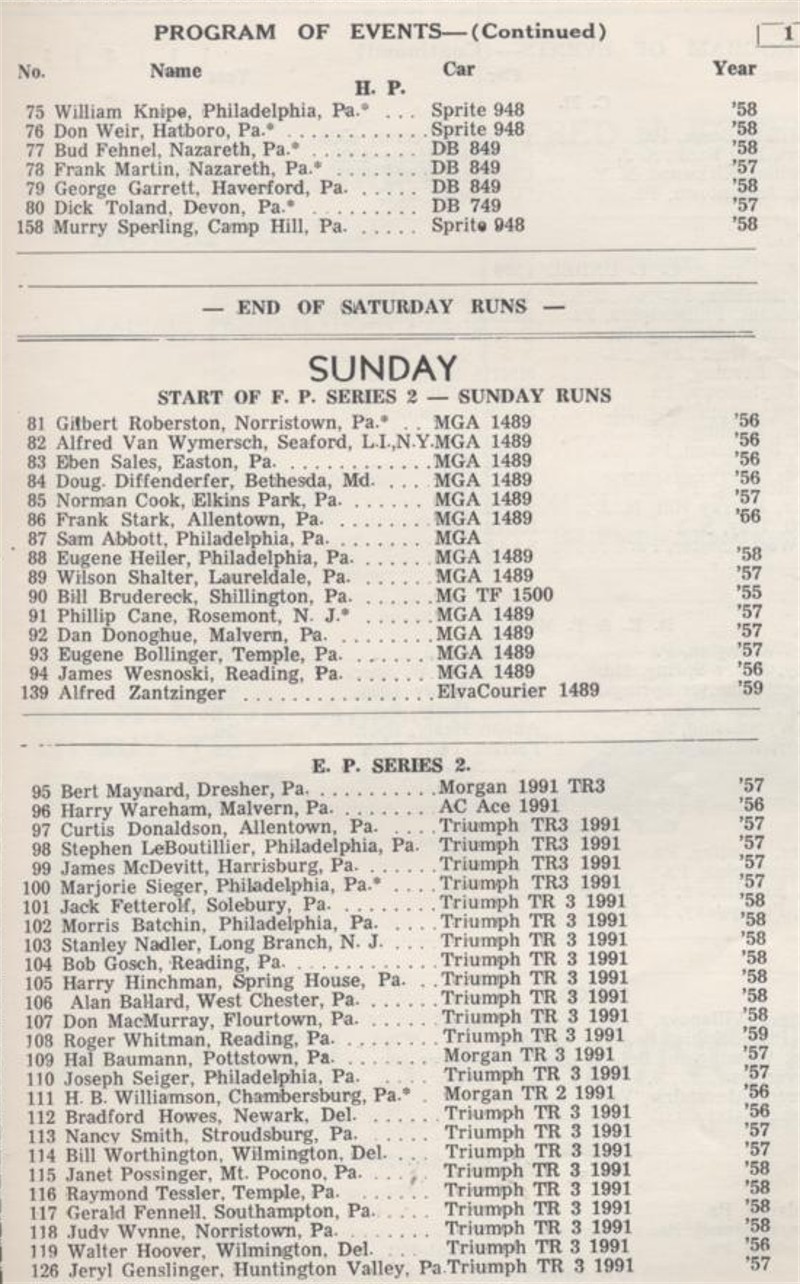 PROGRAM OF EVENTS—(Continued)
1
No. Name Car Year
H. P.
75 William Knipe, Philadelphia, Pa.* ... Sprite 948 '58
76 Don Weir, Hatboro, Pa.* ............ Sprite 948 '58
77 Bud Fehnel, Nazareth, Pa.* ......... DB 849 '58
78 Frank Martin, Nazareth, Pa.* ....... DB 849 '57
79 George Garrett, Haverford, Pa. ..... DB 849 '58
80 Dick Toland, Devon, Pa.* ......... DB 749 '57
158 Murry Sperling, Camp Hill, Pa. ..... Sprite 948 '58
— END OF SATURDAY RUNS —
SUNDAY
START OF F. P. SERIES 2 — SUNDAY RUNS
81 Gilbert Roberston, Norristown, Pa.* .. MGA 1489 '56
82 Alfred Van Wymersch, Seaford, L.I.,N.Y.MGA 1489 '56
83 Eben Sales, Easton, Pa. ............MGA 1489 '56
84 Doug. Diffenderfer, Bethesda, Md. .... MGA 1489 '56
85 Norman Cook, Elkins Park, Pa. ....... MGA 1489 '57
86 Frank Stark, Allentown, Pa. ........ MGA 1489 '56
87 Sam Abbott, Philadelphia, Pa. ....... MGA
88 Eugene Heiler, Philadelphia, Pa. ...... MGA 1489 '58
89 Wilson Shalter, Laureldale, Pa. ...... MGA 1489 '57
90 Bill Brudereck, Shillington, Pa. ......MG TF 1500 '55
91 Phillip Cane, Rosemont, N. J.* ......MGA 1489 '57
92 Dan Donoghue, Malvern, Pa. ........MGA 1489 '57
93 Eugene Bollinger, Temple, Pa. .......MGA 1489 '57
94 James Wesnoski, Reading, Pa. ...... MGA 1489 '56
139 Alfred Zantzinger ................ElvaCourier 1489 '59
E. P. SERIES 2.
95 Bert Maynard, Dresher, Pa. ..........Morgan 1991 TR3 '57
96 Harry Wareham, Malvern, Pa. ........ AC Ace 1991 '56
97 Curtis Donaldson, Allentown, Pa. ....Triumph TR3 1991 '57
98 Stephen LeBoutillier, Philadelphia, Pa. Triumph TR3 1991 '57
99 James McDevitt, Harrisburg, Pa. ......Triumph TR3 1991 '57
100 Marjorie Sieger, Philadelphia, Pa.* ....Triumph TR3 1991 '57
101 Jack Fetterolf, Solebury, Pa. ........Triumph TR 3 1991 '58
102 Morris Batchin, Philadelphia, Pa. ....Triumph TR 3 1991 '58
103 Stanley Nadler, Long Branch, N. J. ... Triumph TR 3 1991 '58
104 Bob Gosch, Reading, Pa. ............Triumph TR 3 1991 '58
105 Harry Hinchman, Spring House, Pa. ..Triumph TR 3 1991 '58
106 Alan Ballard, West Chester, Pa. ......Triumph TR 3 1991 '58
107 Don MacMurray, Flourtown, Pa. ......Triumph TR 3 1991 '58
108 Roger Whitman, Reading, Pa. ........Triumph TR 3 1991 '59
109 Hal Baumann, Pottstown, Pa. ....... Morgan TR 3 1991 '57
110 Joseph Seiger, Philadelphia, Pa. .... Triumph TR 3 1991 '57
111 H. B. Williamson, Chambersburg, Pa.* . Morgan TR 2 1991 '56
112 Bradford Howes, Newark, Del. ...... Triumph TR 3 1991 '56
113 Nancy Smith, Stroudsburg, Pa. ..... Triumph TR 3 1991 '57
114 Bill Worthington, Wilmington, Del. ... Triumph TR 3 1991 '57
115 Janet Possinger, Mt. Pocono, Pa. .... Triumph TR 3 1991 '58
116 Raymond Tessler, Temple, Pa. ...... Triumph TR 3 1991 '58
117 Gerald Fennell, Southampton, Pa. .... Triumph TR 3 1991 '58
118 Judy Wynne, Norristown, Pa. ....... Triumph TR 3 1991 '58
119 Walter Hoover, Wilmington, Del. ... Triumph TR 3 1991 '56
126 Jeryl Genslinger, Huntington Valley, Pa.Triumph TR 3 1991 '57